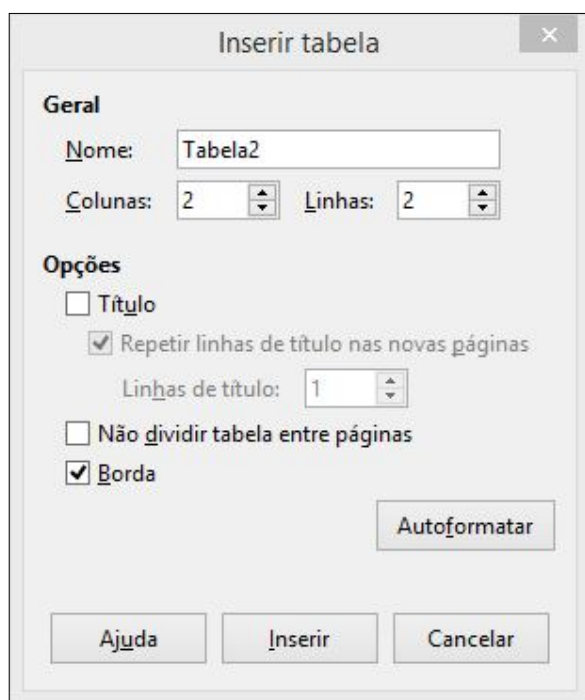 Inserir tabela
Geral
Nome: Tabela2
Colunas: 2 Linhas: 2
Opções
Título
Repetir linhas de título nas novas páginas
Linhas de título: 1
Não dividir tabela entre páginas
Borda
Autoformatar
Ajuda Inserir Cancelar